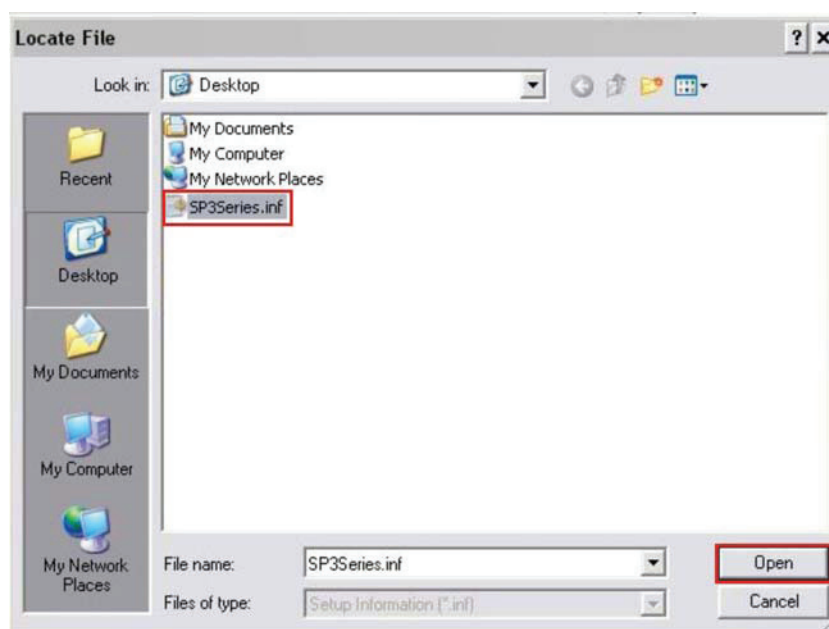 Locate File
?
Look in:
Desktop
Recent
Desktop
My Documents
My Computer
My Network
Places
My Documents
My Computer
My Network Places
SP3Series.inf
File name:
SP3Series.inf
Open
Files of type:
Setup Information (*.inf)
Cancel